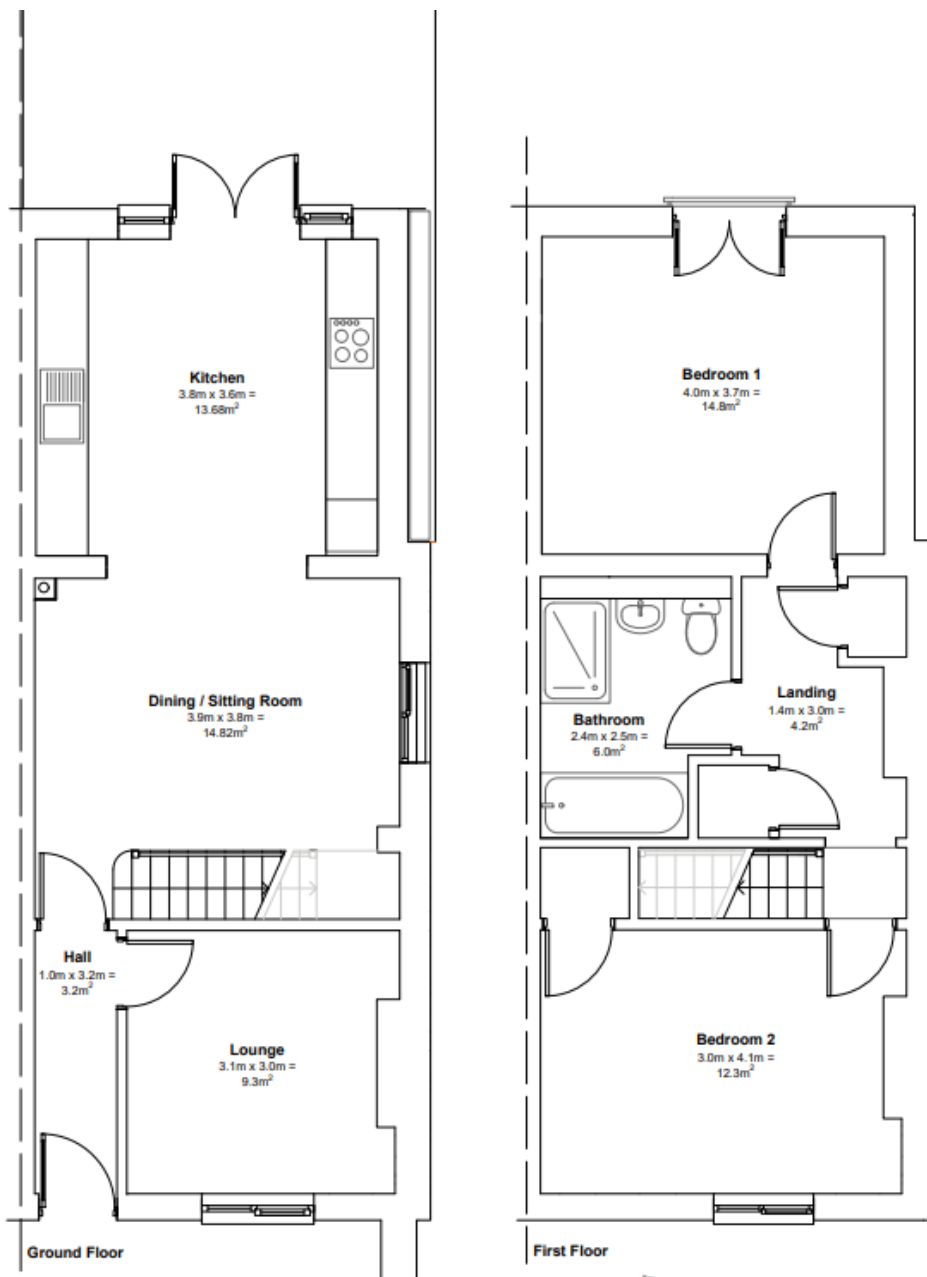 Kitchen
3.8m x 3.6m =
13.68m²
Dining / Sitting Room
3.9m x 3.8m =
14.82m²
Hall
1.0m x 3.2m =
3.2m²
Lounge
3.1m x 3.0m =
9.3m²
Ground Floor
Bedroom 1
4.0m x 3.7m =
14.8m²
Landing
1.4m x 3.0m =
4.2m²
Bathroom
2.4m x 2.5m =
6.0m²
Bedroom 2
3.0m x 4.1m =
12.3m²
First Floor